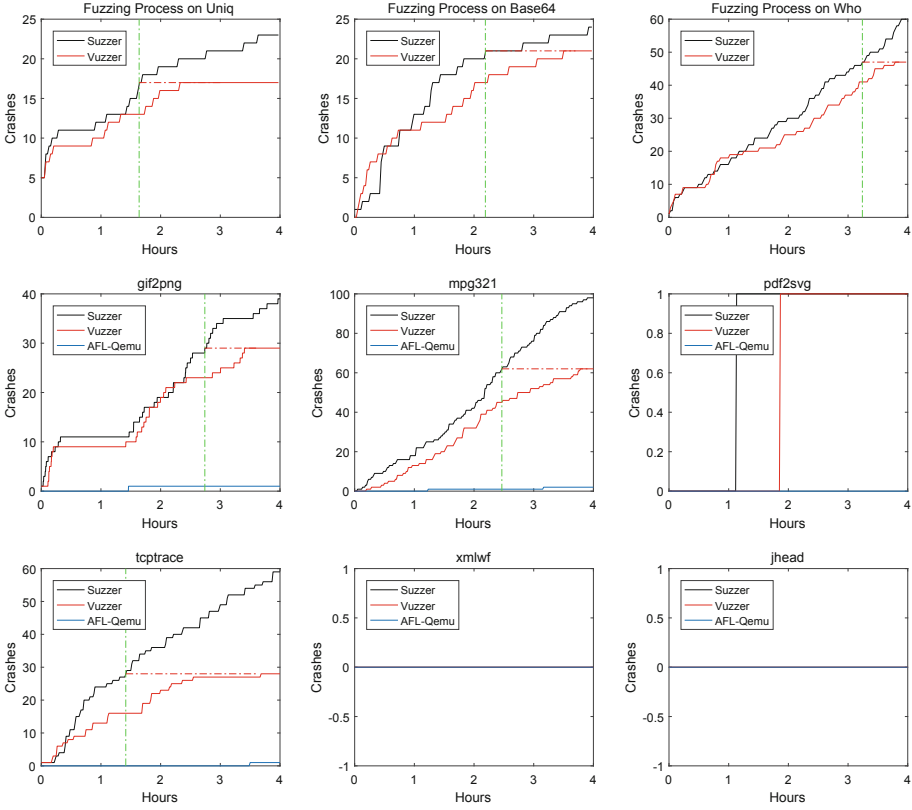 Fuzzing Process on Uniq
25
20
15
10
5
0
Crashes
Suzzer
Vuzzer
0 1 2 3 4
Hours
Fuzzing Process on Base64
25
20
15
10
5
0
Crashes
Suzzer
Vuzzer
0 1 2 3 4
Hours
Fuzzing Process on Who
60
50
40
30
20
10
0
Crashes
Suzzer
Vuzzer
0 1 2 3 4
Hours
gif2png
40
30
20
10
0
Crashes
Suzzer
Vuzzer
AFL-Qemu
0 1 2 3 4
Hours
mpg321
100
80
60
40
20
0
Crashes
Suzzer
Vuzzer
AFL-Qemu
0 1 2 3 4
Hours
pdf2svg
1
0.8
0.6
0.4
0.2
0
Crashes
Suzzer
Vuzzer
AFL-Qemu
0 1 2 3 4
Hours
tcptrace
60
50
40
30
20
10
0
Crashes
Suzzer
Vuzzer
AFL-Qemu
0 1 2 3 4
Hours
xmlwf
1
0.5
0
-0.5
-1
Crashes
Suzzer
Vuzzer
AFL-Qemu
0 1 2 3 4
Hours
jhead
1
0.5
0
-0.5
-1
Crashes
Suzzer
Vuzzer
AFL-Qemu
0 1 2 3 4
Hours